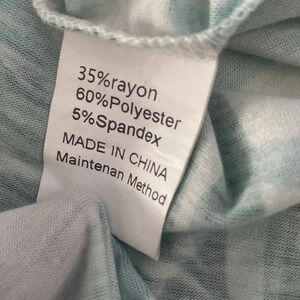 35%rayon
60%Polyester
5%Spandex
MADE IN CHINA
Maintenan Method